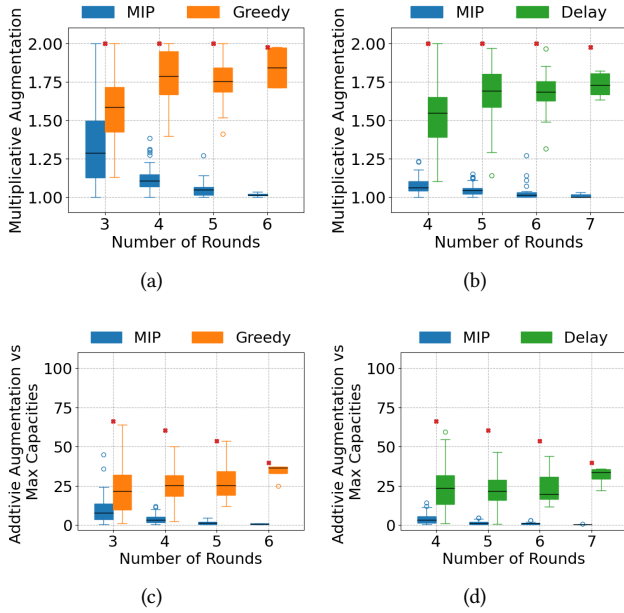 MIP Greedy
Multiplicative Augmentation
2.00
1.75
1.50
1.25
1.00
3 4 5 6
Number of Rounds
(a)
MIP Delay
Multiplicative Augmentation
2.00
1.75
1.50
1.25
1.00
4 5 6 7
Number of Rounds
(b)
MIP Greedy
Addtivie Augmentation vs
Max Capacities
100
75
50
25
0
3 4 5 6
Number of Rounds
(c)
MIP Delay
Addtivie Augmentation vs
Max Capacities
100
75
50
25
0
4 5 6 7
Number of Rounds
(d)